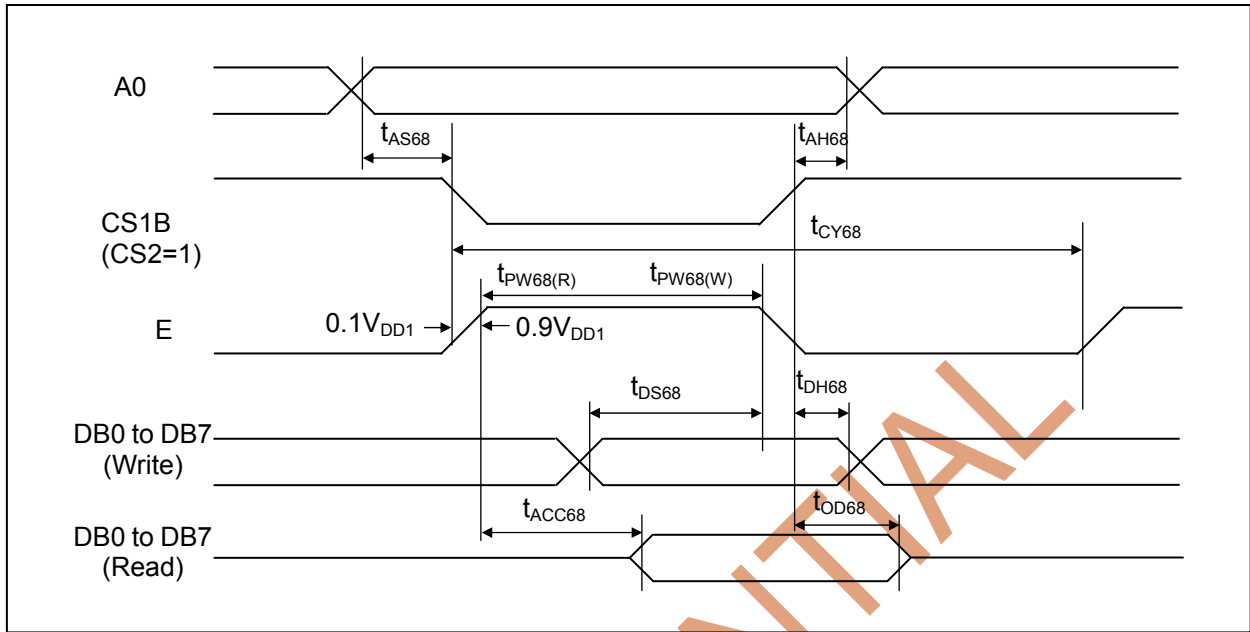 A0
tAS68
tAH68
CS1B
(CS2=1)
tCY68
tPW68(R)
tPW68(W)
E
0.1VDD1
0.9VDD1
tDS68
tDH68
DB0 to DB7
(Write)
tACC68
tOD68
DB0 to DB7
(Read)
NTIAL